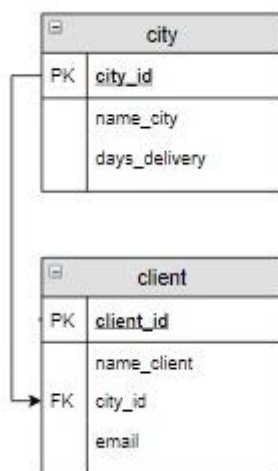 city
PK city_id
name_city
days_delivery
client
PK client_id
name_client
FK city_id
email